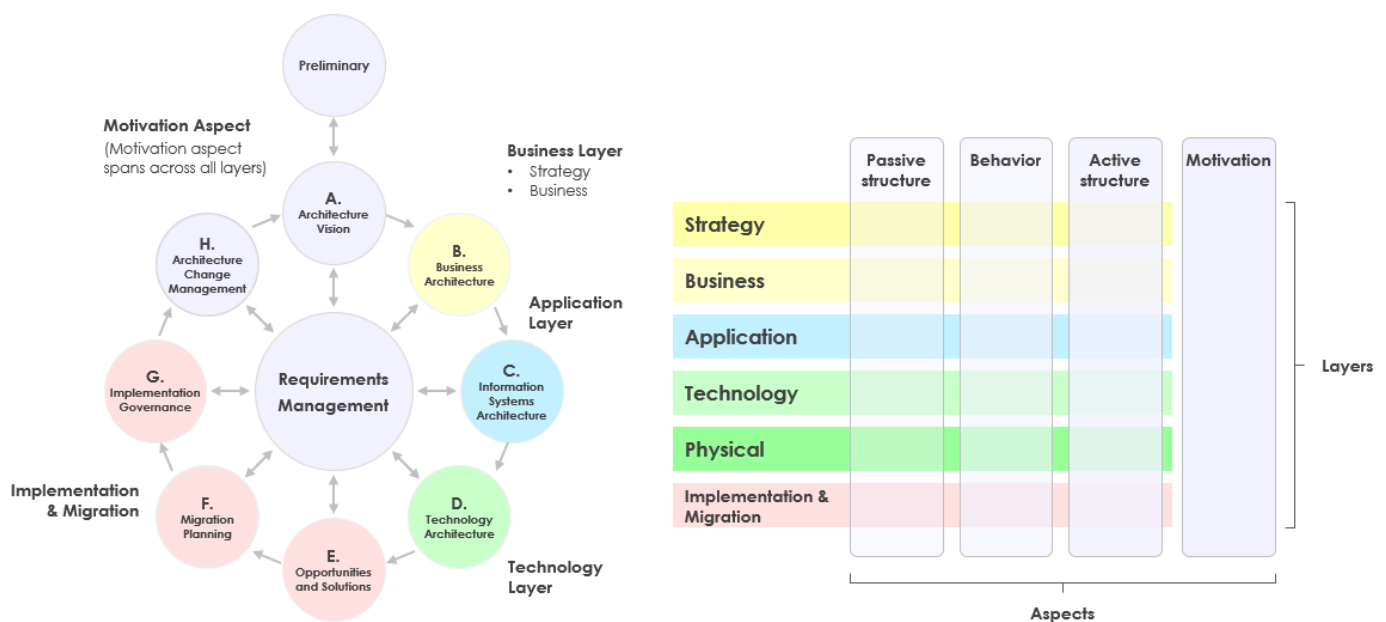 Preliminary
Motivation Aspect
(Motivation aspect
spans across all layers)
Business Layer
• Strategy
• Business
A.
Architecture
Vision
H.
Architecture
Change
Management
B.
Business
Architecture
Application
Layer
G.
Implementation
Governance
Requirements
Management
C.
Information
Systems
Architecture
Implementation
& Migration
F.
Migration
Planning
D.
Technology
Architecture
E.
Opportunities
and Solutions
Technology
Layer
Passive
structure
Behavior
Active
structure
Motivation
Strategy
Business
Application
Technology
Physical
Implementation &
Migration
Layers
Aspects